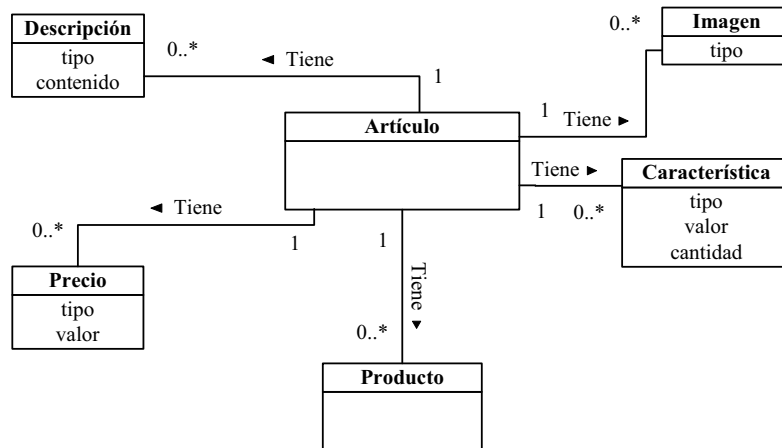 Descripción
tipo
contenido
0..*
◄ Tiene
1
Imagen
tipo
0..*
1
Tiene ►
Artículo
Tiene ►
1
0..*
Característica
tipo
valor
cantidad
◄ Tiene
0..*
1
Precio
tipo
valor
1
Tiene ►
0..*
Producto